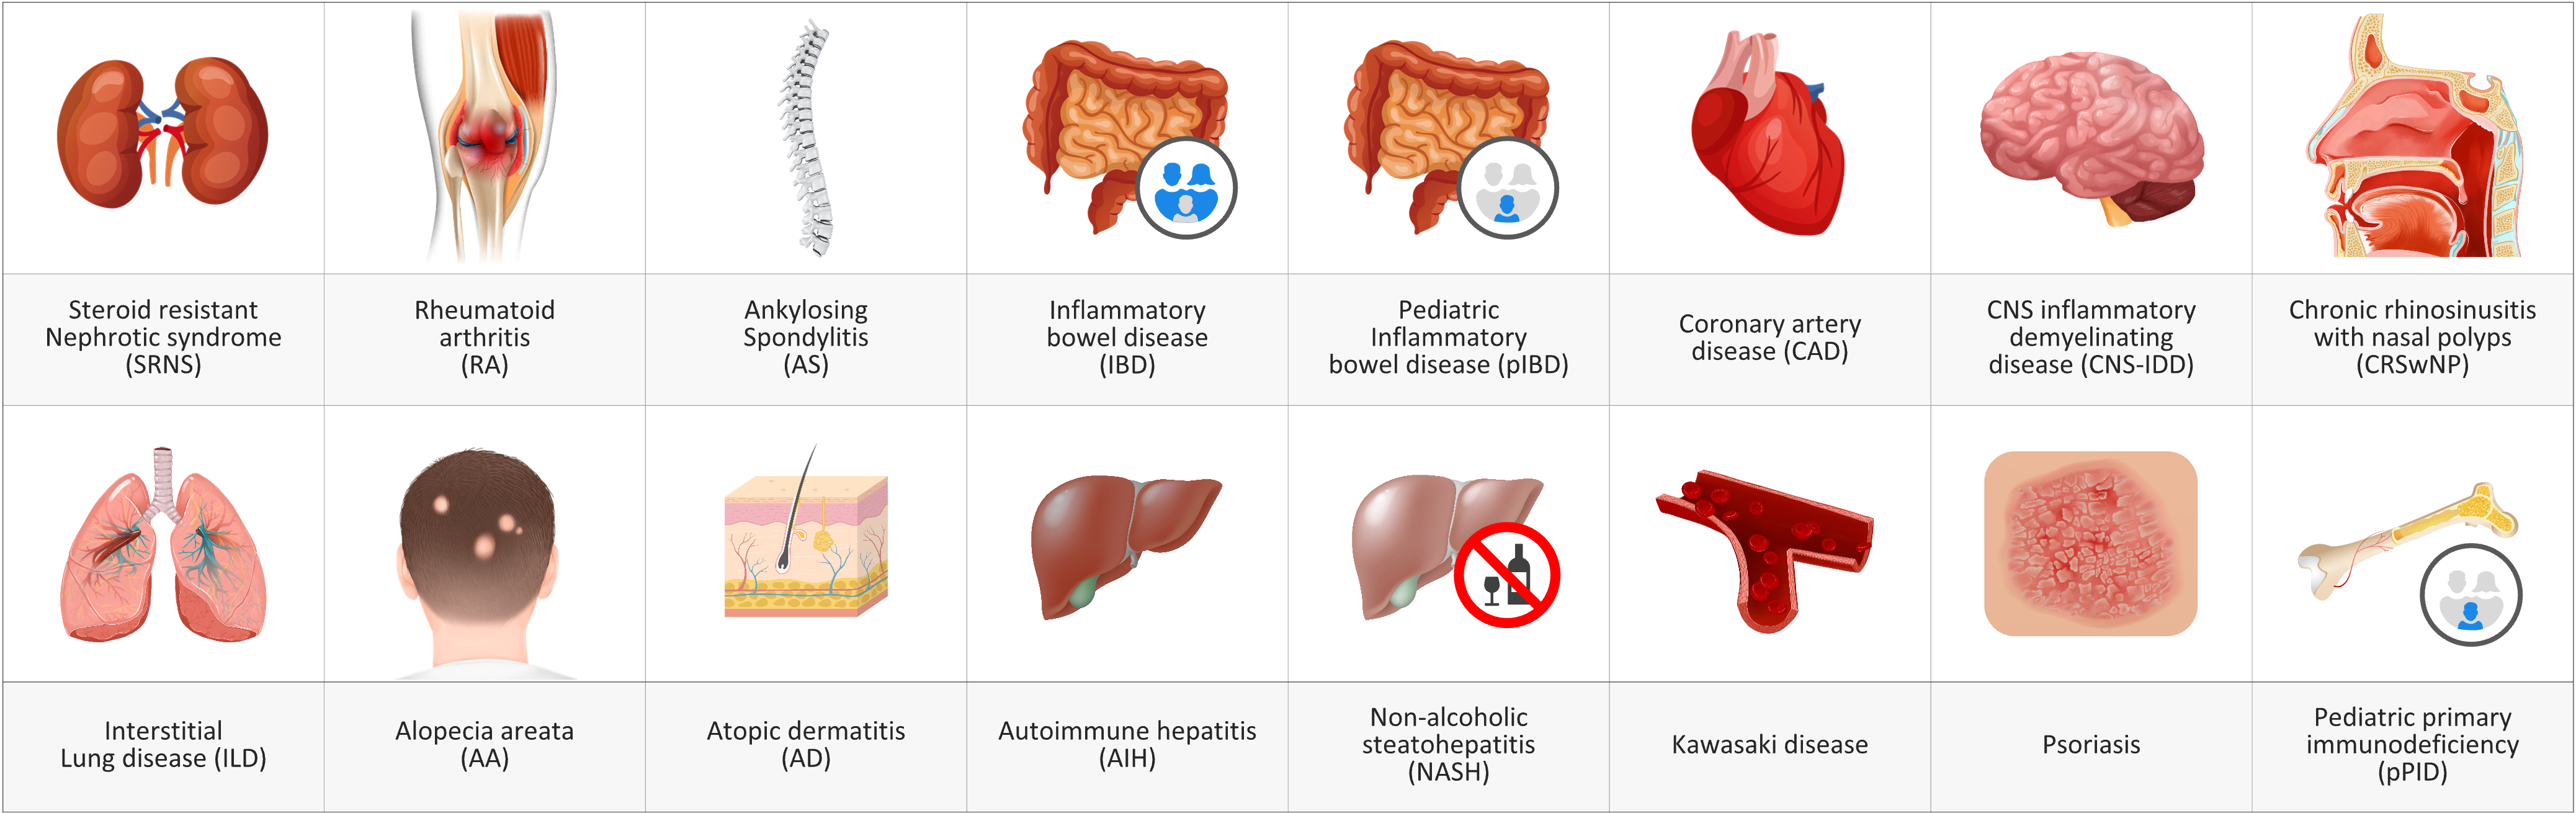 Steroid resistant
Nephrotic syndrome
(SRNS)
Rheumatoid
arthritis
(RA)
Ankylosing
Spondylitis
(AS)
Inflammatory
bowel disease
(IBD)
Pediatric
Inflammatory
bowel disease (pIBD)
Coronary artery
disease (CAD)
CNS inflammatory
demyelinating
disease (CNS-IDD)
Chronic rhinosinusitis
with nasal polyps
(CRSwNP)
Interstitial
Lung disease (ILD)
Alopecia areata
(AA)
Atopic dermatitis
(AD)
Autoimmune hepatitis
(AIH)
Non-alcoholic
steatohepatitis
(NASH)
Kawasaki disease
Psoriasis
Pediatric primary
immunodeficiency
(pPID)